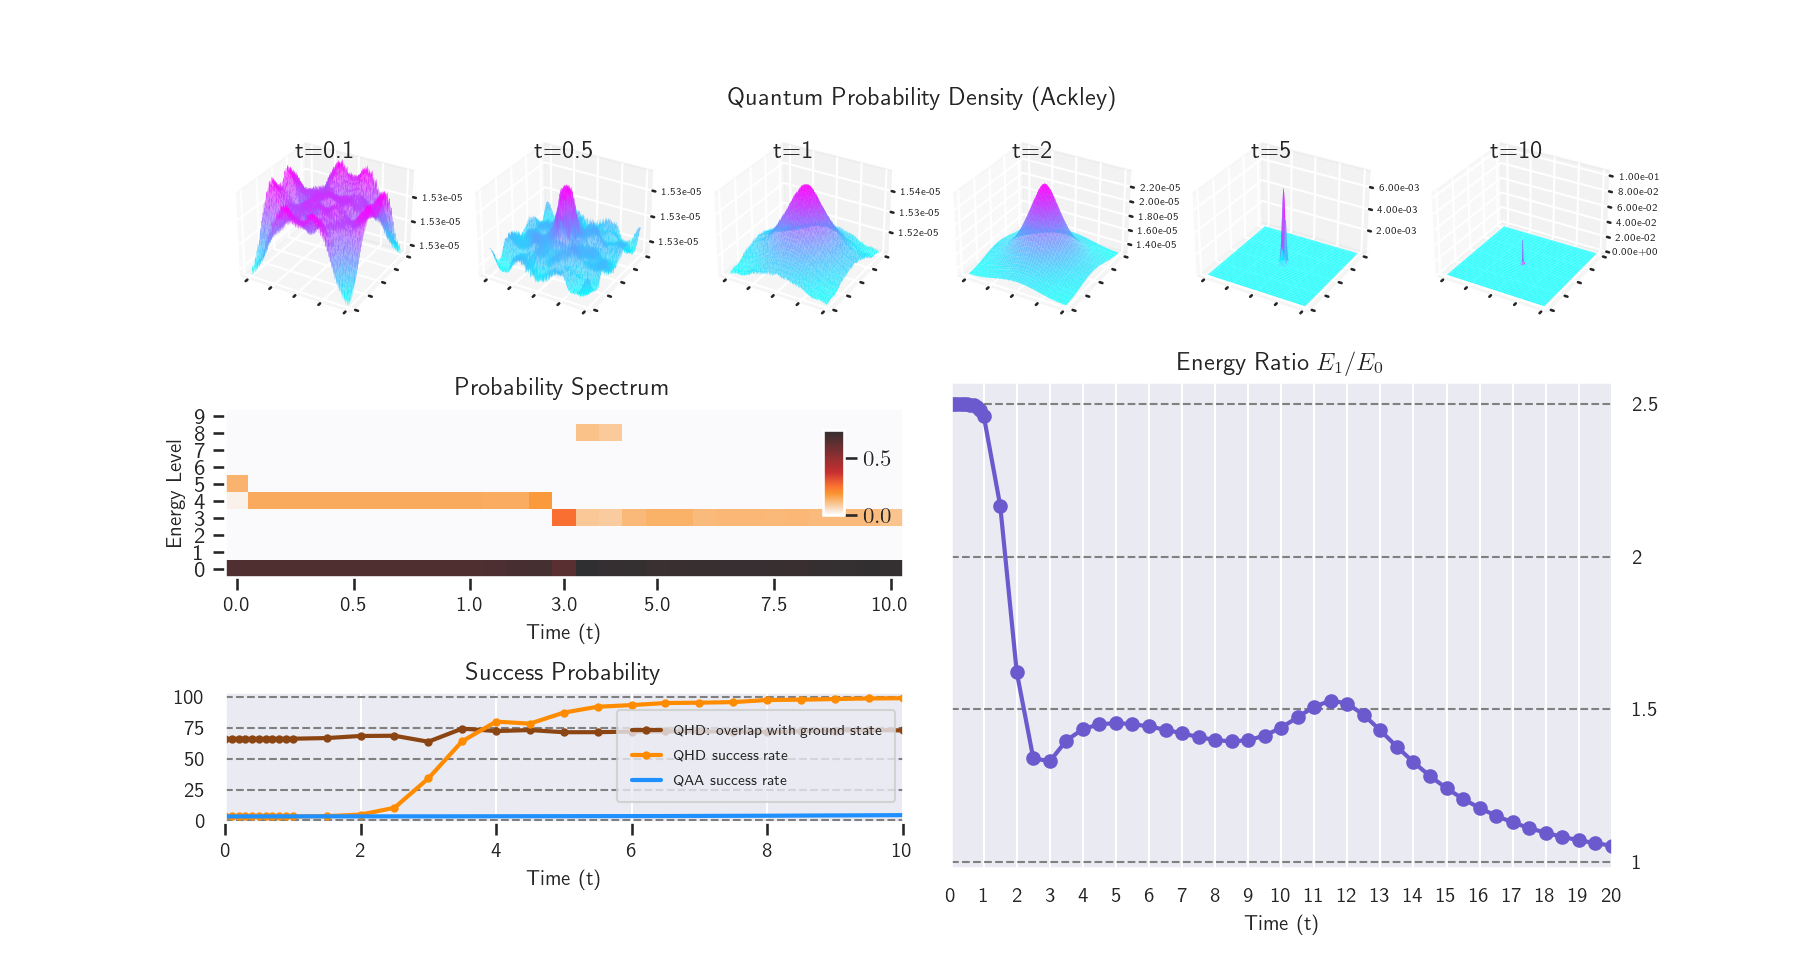 Quantum Probability Density (Ackley)
t=0.1
1.53e-05
1.53e-05
1.53e-05
t=0.5
1.53e-05
1.53e-05
1.53e-05
t=1
1.54e-05
1.53e-05
1.52e-05
t=2
2.20e-05
2.00e-05
1.80e-05
1.60e-05
1.40e-05
t=5
6.00e-03
4.00e-03
2.00e-03
t=10
1.00e-01
8.00e-02
6.00e-02
4.00e-02
2.00e-02
0.00e+00
Probability Spectrum
Energy Level
9
8
7
6
5
4
3
2
1
0
0.5
0.0
0.0 0.5 1.0 3.0 5.0 7.5 10.0
Time (t)
Success Probability
100
75
50
25
0
QHD: overlap with ground state
QHD success rate
QAA success rate
0 2 4 6 8 10
Time (t)
Energy Ratio E₁/E₀
2.5
2
1.5
1
0 1 2 3 4 5 6 7 8 9 10 11 12 13 14 15 16 17 18 19 20
Time (t)